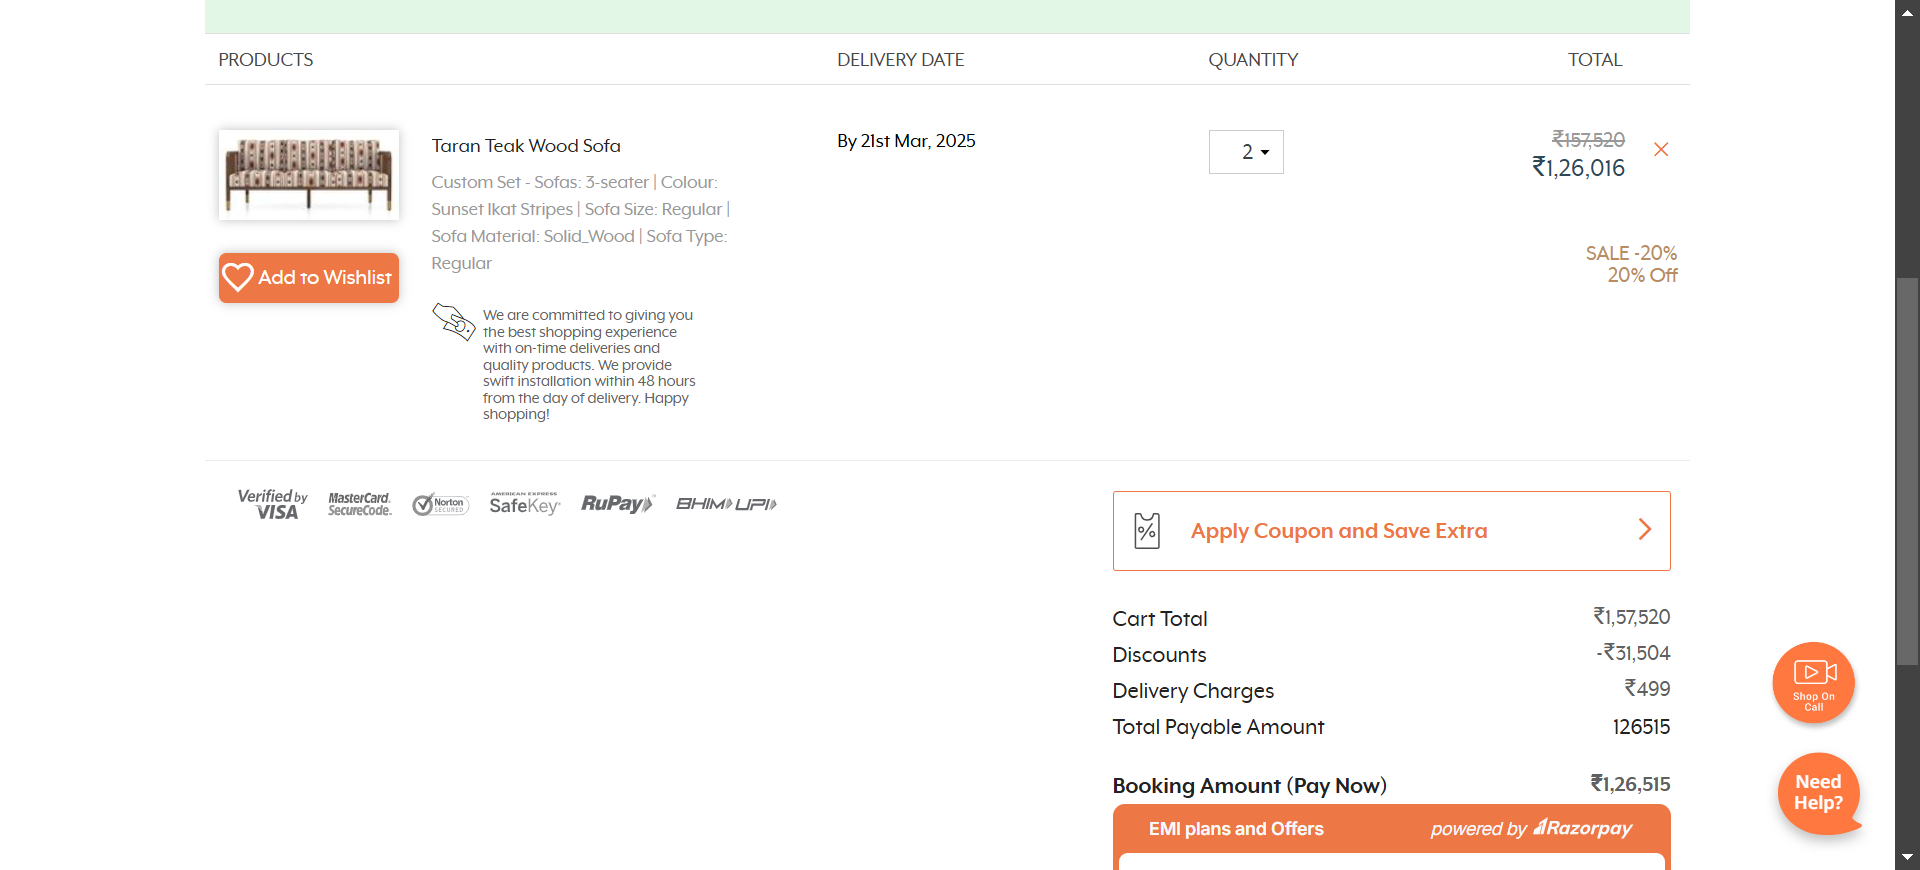 PRODUCTS
DELIVERY DATE
QUANTITY
TOTAL
Taran Teak Wood Sofa
Custom Set - Sofas: 3-seater | Colour:
Sunset Ikat Stripes | Sofa Size: Regular |
Sofa Material: Solid_Wood | Sofa Type:
Regular
By 21st Mar, 2025
2
₹157,520
₹1,26,016
SALE -20%
20% Off
Add to Wishlist
We are committed to giving you
the best shopping experience
with on-time deliveries and
quality products. We provide
swift installation within 48 hours
from the day of delivery. Happy
shopping!
Verified by
VISA
MasterCard.
SecureCode.
Norton
SECURED
AMERICAN EXPRESS
SafeKey
RuPay
BHIM UPI
%
Apply Coupon and Save Extra
Cart Total
₹1,57,520
Discounts
-₹31,504
Delivery Charges
₹499
Total Payable Amount
126515
Booking Amount (Pay Now)
₹1,26,515
EMI plans and Offers
powered by Razorpay
Shop On
Call
Need
Help?